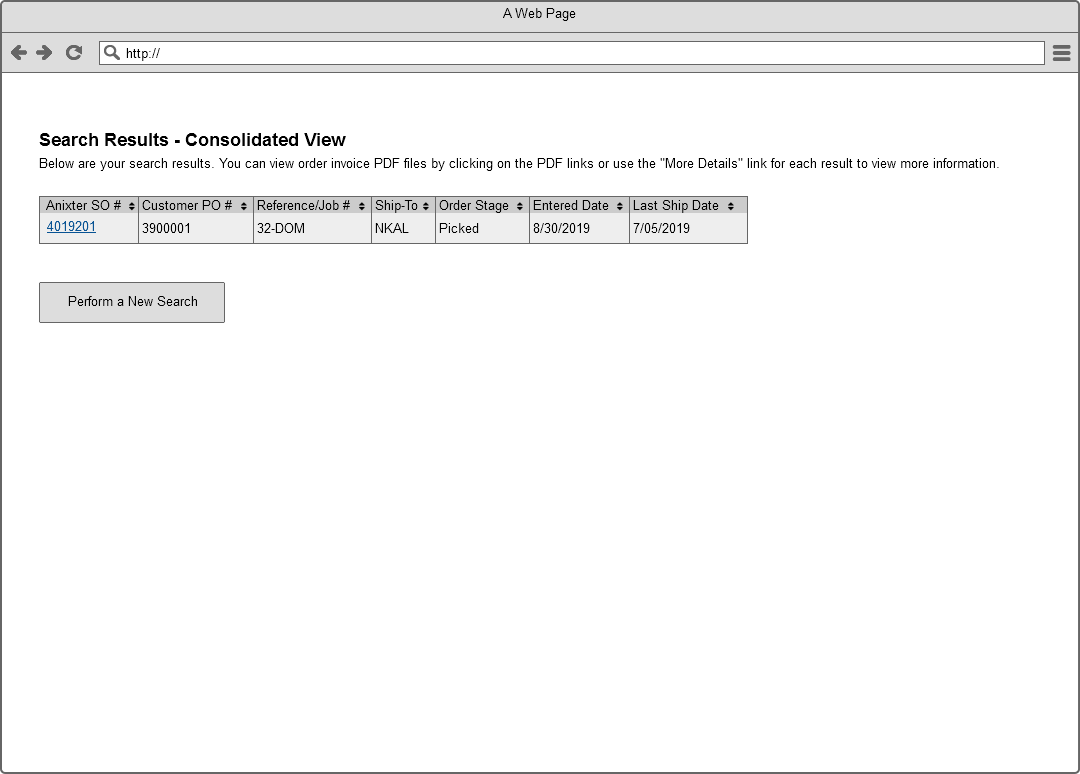 A Web Page
http://
Search Results - Consolidated View
Below are your search results. You can view order invoice PDF files by clicking on the PDF links or use the "More Details" link for each result to view more information.
Anixter SO # Customer PO # Reference/Job # Ship-To Order Stage Entered Date Last Ship Date
4019201 3900001 32-DOM NKAL Picked 8/30/2019 7/05/2019
Perform a New Search